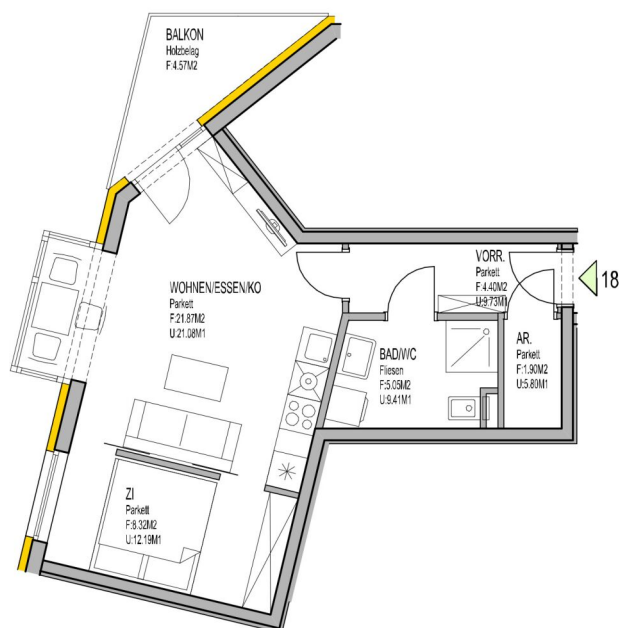 BALKON
Holzbelag
F:4.57M2
WOHNEN/ESSEN/KO
Parkett
F:21.87M2
U:21.08M1
VORR.
Parkett
F:4.40M2
U:9.73M1
18
BAD/WC
Fliesen
F:5.05M2
U:9.41M1
AR.
Parkett
F:1.90M2
U:5.80M1
ZI
Parkett
F:8.32M2
U:12.19M1